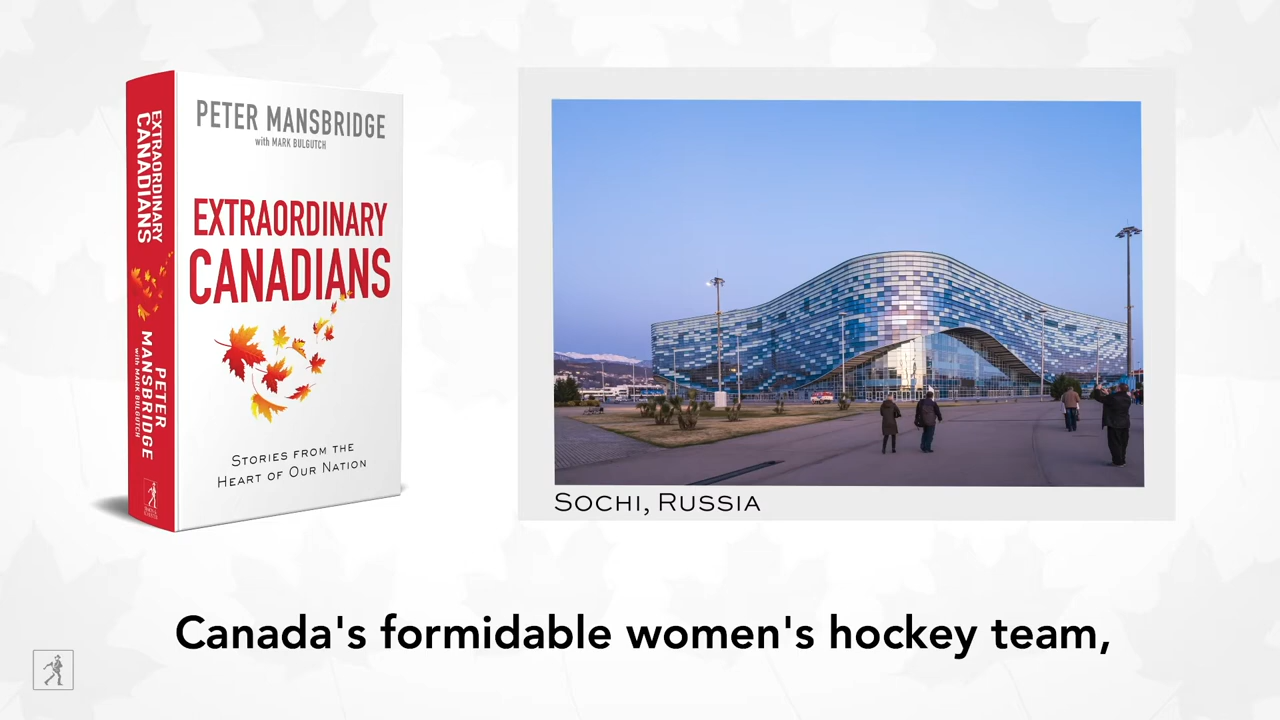 EXTRAORDINARY
CANADIANS
PETER
MANSBRIDGE
with MARK BULGUTCH
PETER MANSBRIDGE
with MARK BULGUTCH
EXTRAORDINARY
CANADIANS
STORIES FROM THE
HEART OF OUR NATION
SOCHI, RUSSIA
Canada's formidable women's hockey team,